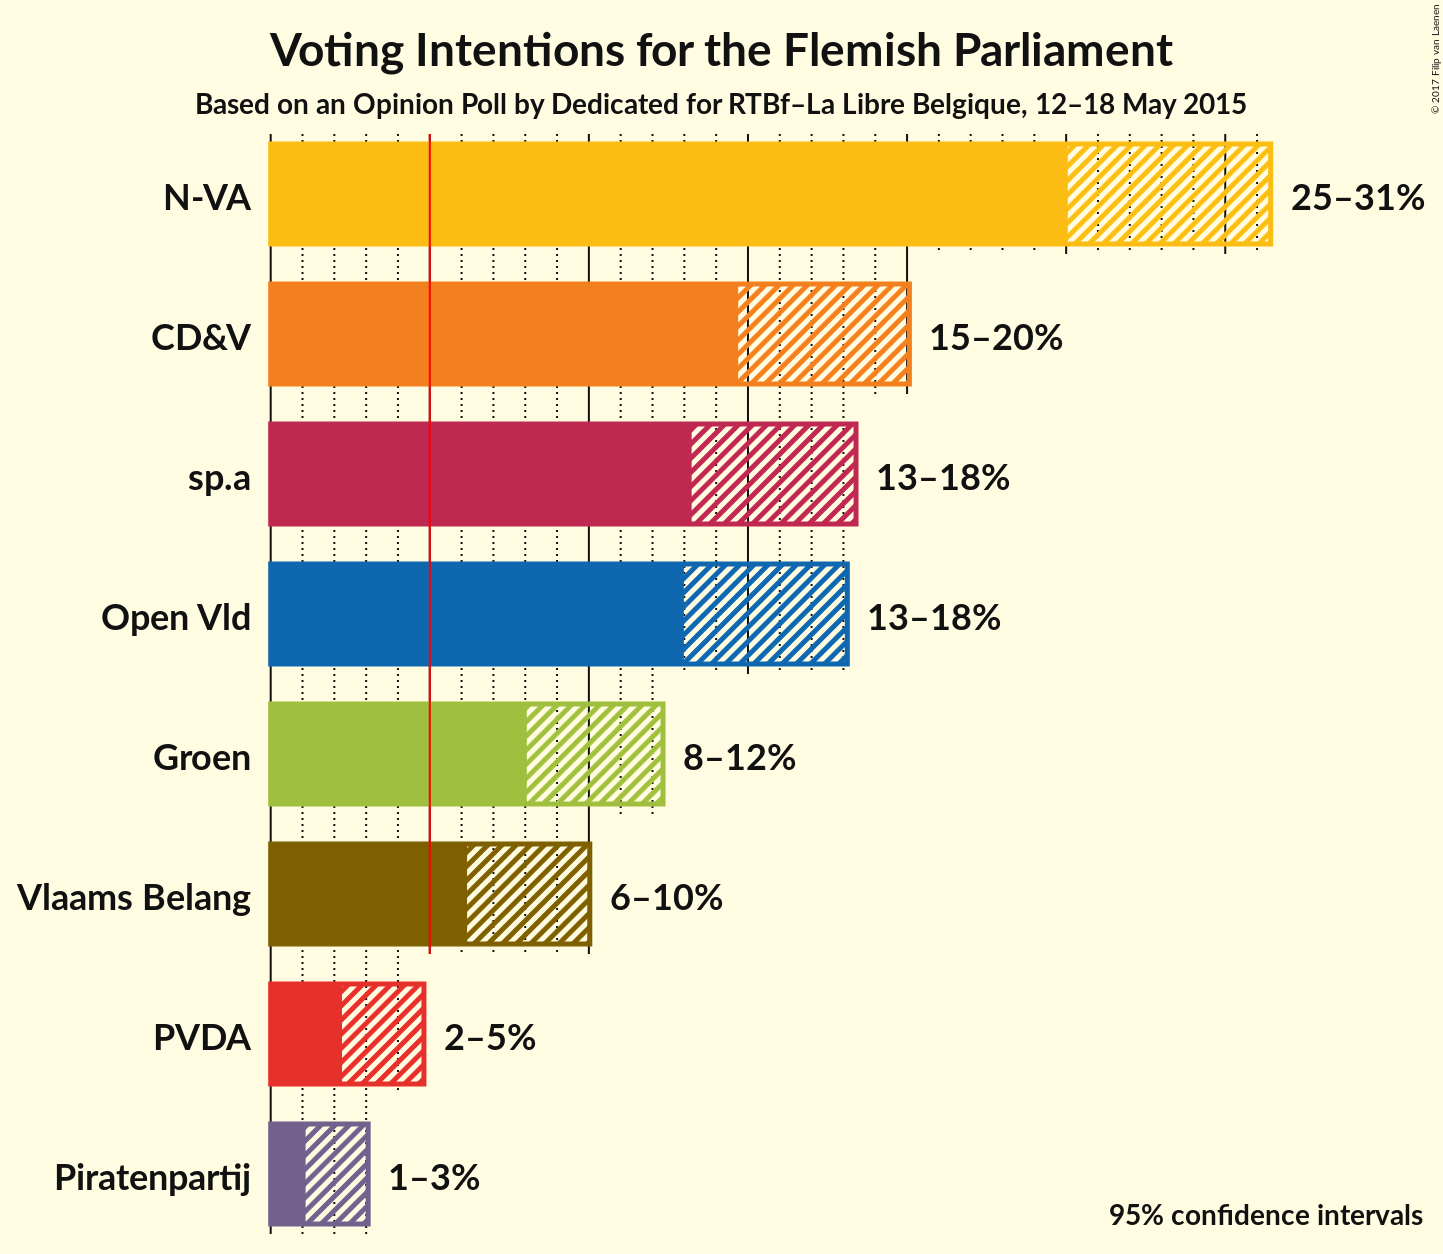 Voting Intentions for the Flemish Parliament
Based on an Opinion Poll by Dedicated for RTBf–La Libre Belgique, 12–18 May 2015
© 2017 Filip van Laenen
N-VA
25–31%
CD&V
15–20%
sp.a
13–18%
Open Vld
13–18%
Groen
8–12%
Vlaams Belang
6–10%
PVDA
2–5%
Piratenpartij
1–3%
95% confidence intervals